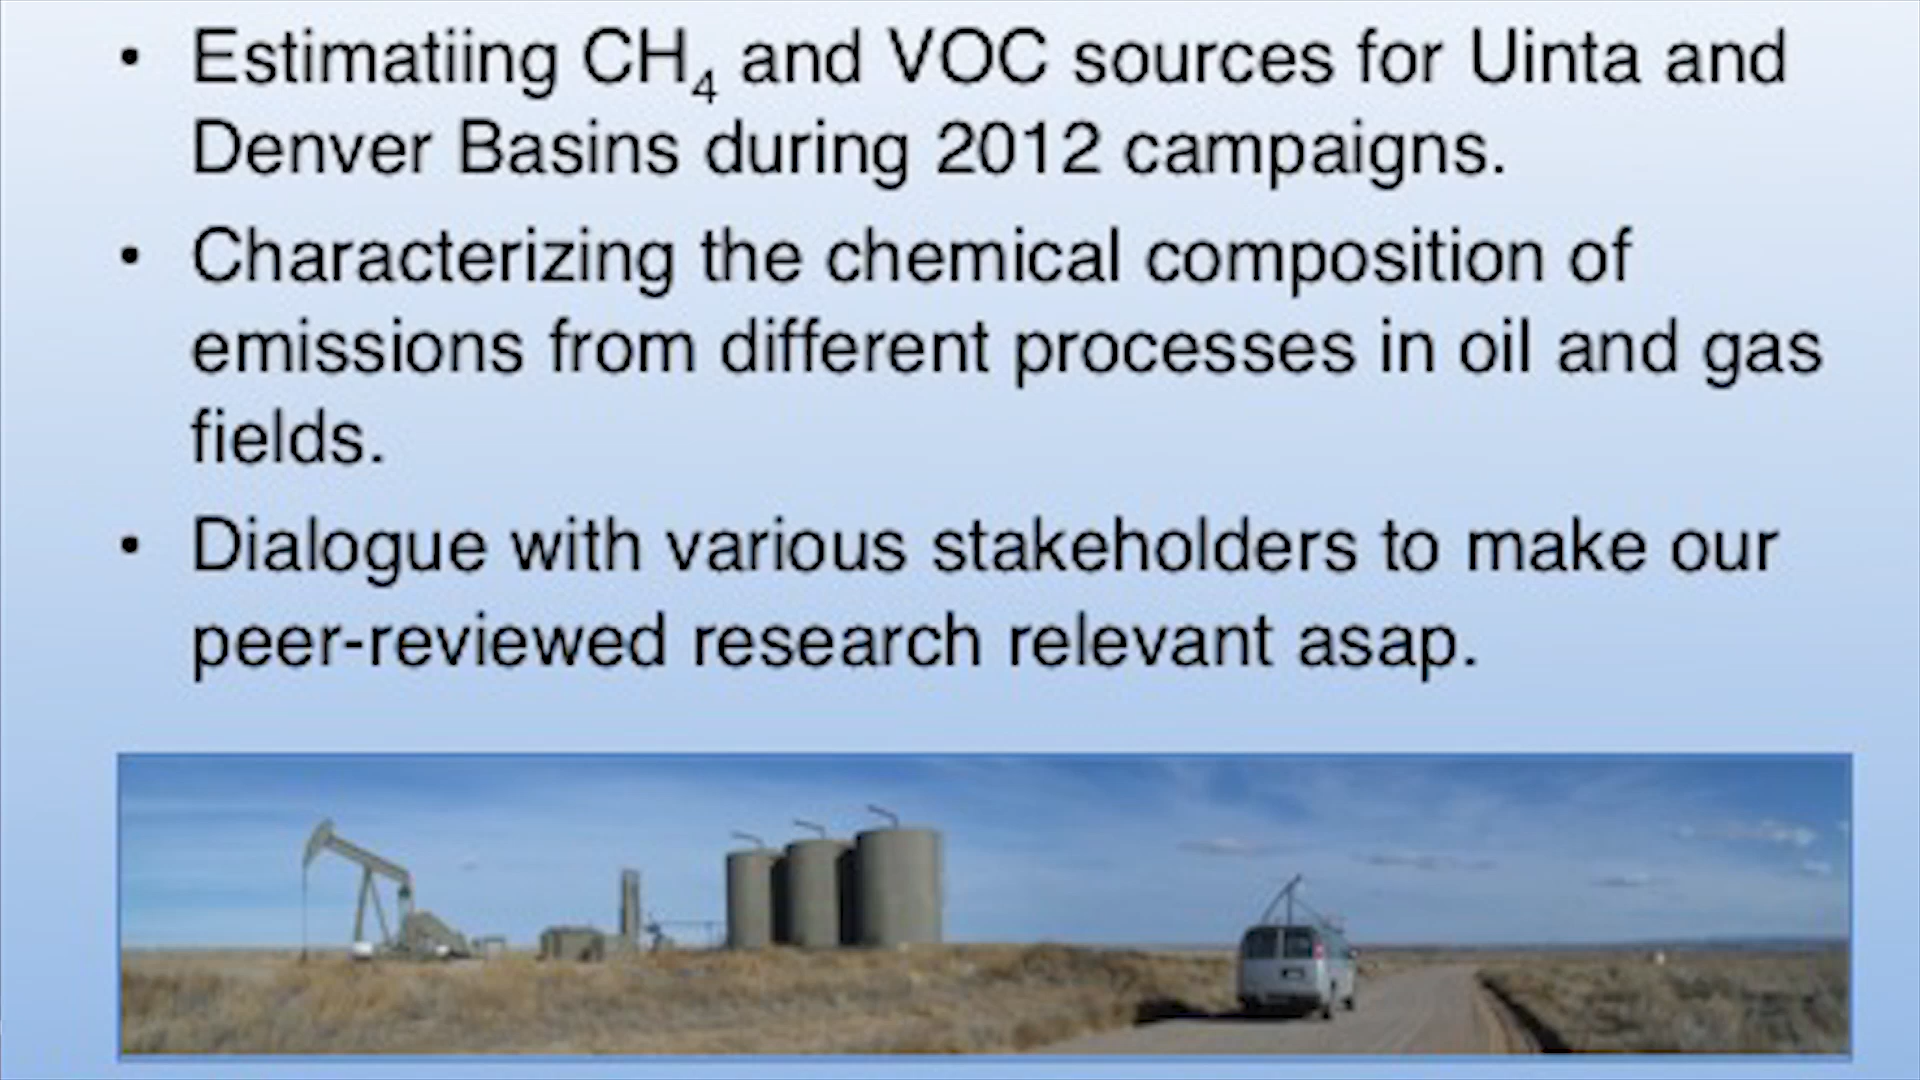 • Estimatiing CH₄ and VOC sources for Uinta and
Denver Basins during 2012 campaigns.
• Characterizing the chemical composition of
emissions from different processes in oil and gas
fields.
• Dialogue with various stakeholders to make our
peer-reviewed research relevant asap.